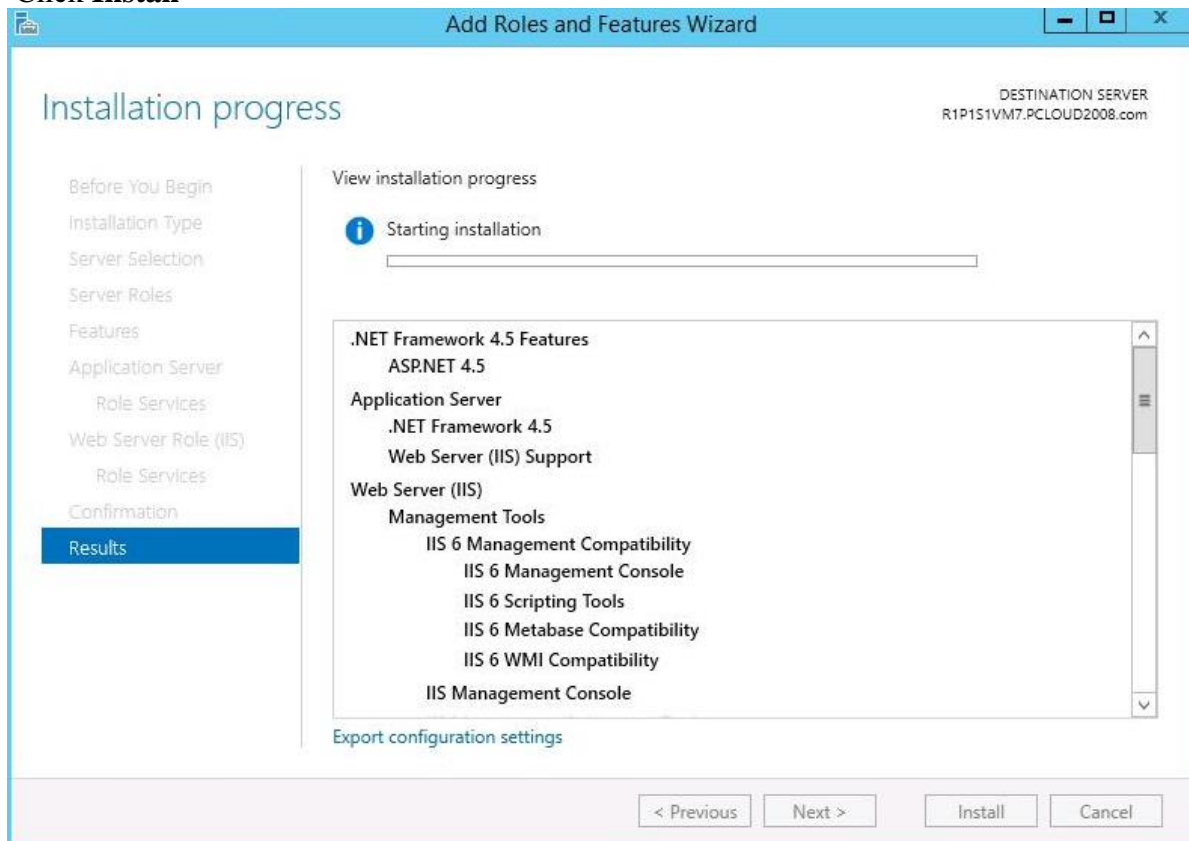 Click Install
Add Roles and Features Wizard
Installation progress
DESTINATION SERVER
R1P1S1VM7.PCLOUD2008.com
Before You Begin
Installation Type
Server Selection
Server Roles
Features
Application Server
Role Services
Web Server Role (IIS)
Role Services
Confirmation
Results
View installation progress
Starting installation
.NET Framework 4.5 Features
ASP.NET 4.5
Application Server
.NET Framework 4.5
Web Server (IIS) Support
Web Server (IIS)
Management Tools
IIS 6 Management Compatibility
IIS 6 Management Console
IIS 6 Scripting Tools
IIS 6 Metabase Compatibility
IIS 6 WMI Compatibility
IIS Management Console
Export configuration settings
< Previous Next > Install Cancel